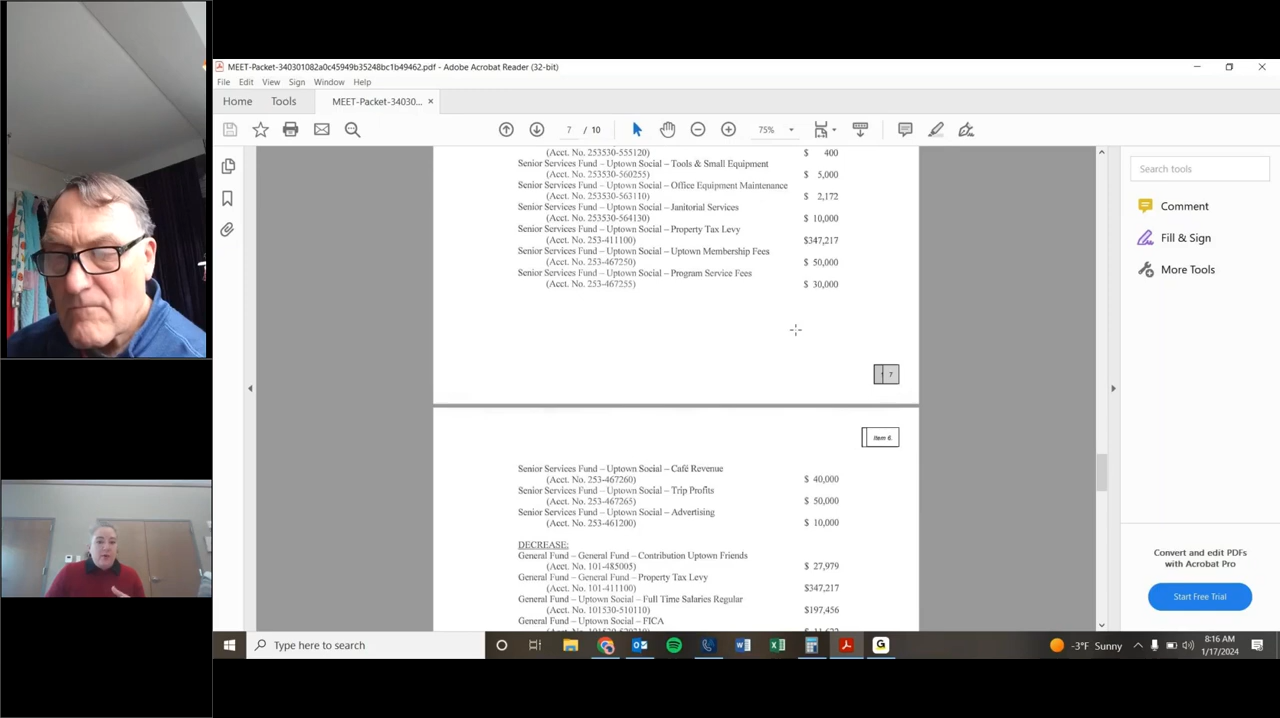 MEET-Packet-340301082a0c45949b35248bc1b49462.pdf - Adobe Acrobat Reader (32-bit)
File Edit View Sign Window Help
Home Tools MEET-Packet-34030... ×
7 / 10 75%
(Acct. No. 253530-555120) $ 400
Senior Services Fund – Uptown Social – Tools & Small Equipment
(Acct. No. 253530-560255) $ 5,000
Senior Services Fund – Uptown Social – Office Equipment Maintenance
(Acct. No. 253530-563110) $ 2,172
Senior Services Fund – Uptown Social – Janitorial Services
(Acct. No. 253530-564130) $ 10,000
Senior Services Fund – Uptown Social – Property Tax Levy
(Acct. No. 253-411100) $347,217
Senior Services Fund – Uptown Social – Uptown Membership Fees
(Acct. No. 253-467250) $ 50,000
Senior Services Fund – Uptown Social – Program Service Fees
(Acct. No. 253-467255) $ 30,000
7
Item 6.
Senior Services Fund – Uptown Social – Café Revenue
(Acct. No. 253-467260) $ 40,000
Senior Services Fund – Uptown Social – Trip Profits
(Acct. No. 253-467265) $ 50,000
Senior Services Fund – Uptown Social – Advertising
(Acct. No. 253-461200) $ 10,000
DECREASE:
General Fund – General Fund – Contribution Uptown Friends
(Acct. No. 101-485005) $ 27,979
General Fund – General Fund – Property Tax Levy
(Acct. No. 101-411100) $347,217
General Fund – Uptown Social – Full Time Salaries Regular
(Acct. No. 101530-510110) $197,456
General Fund – Uptown Social – FICA
Search tools
Comment
Fill & Sign
More Tools
Convert and edit PDFs
with Acrobat Pro
Start Free Trial
Type here to search
-3°F Sunny
8:16 AM
1/17/2024